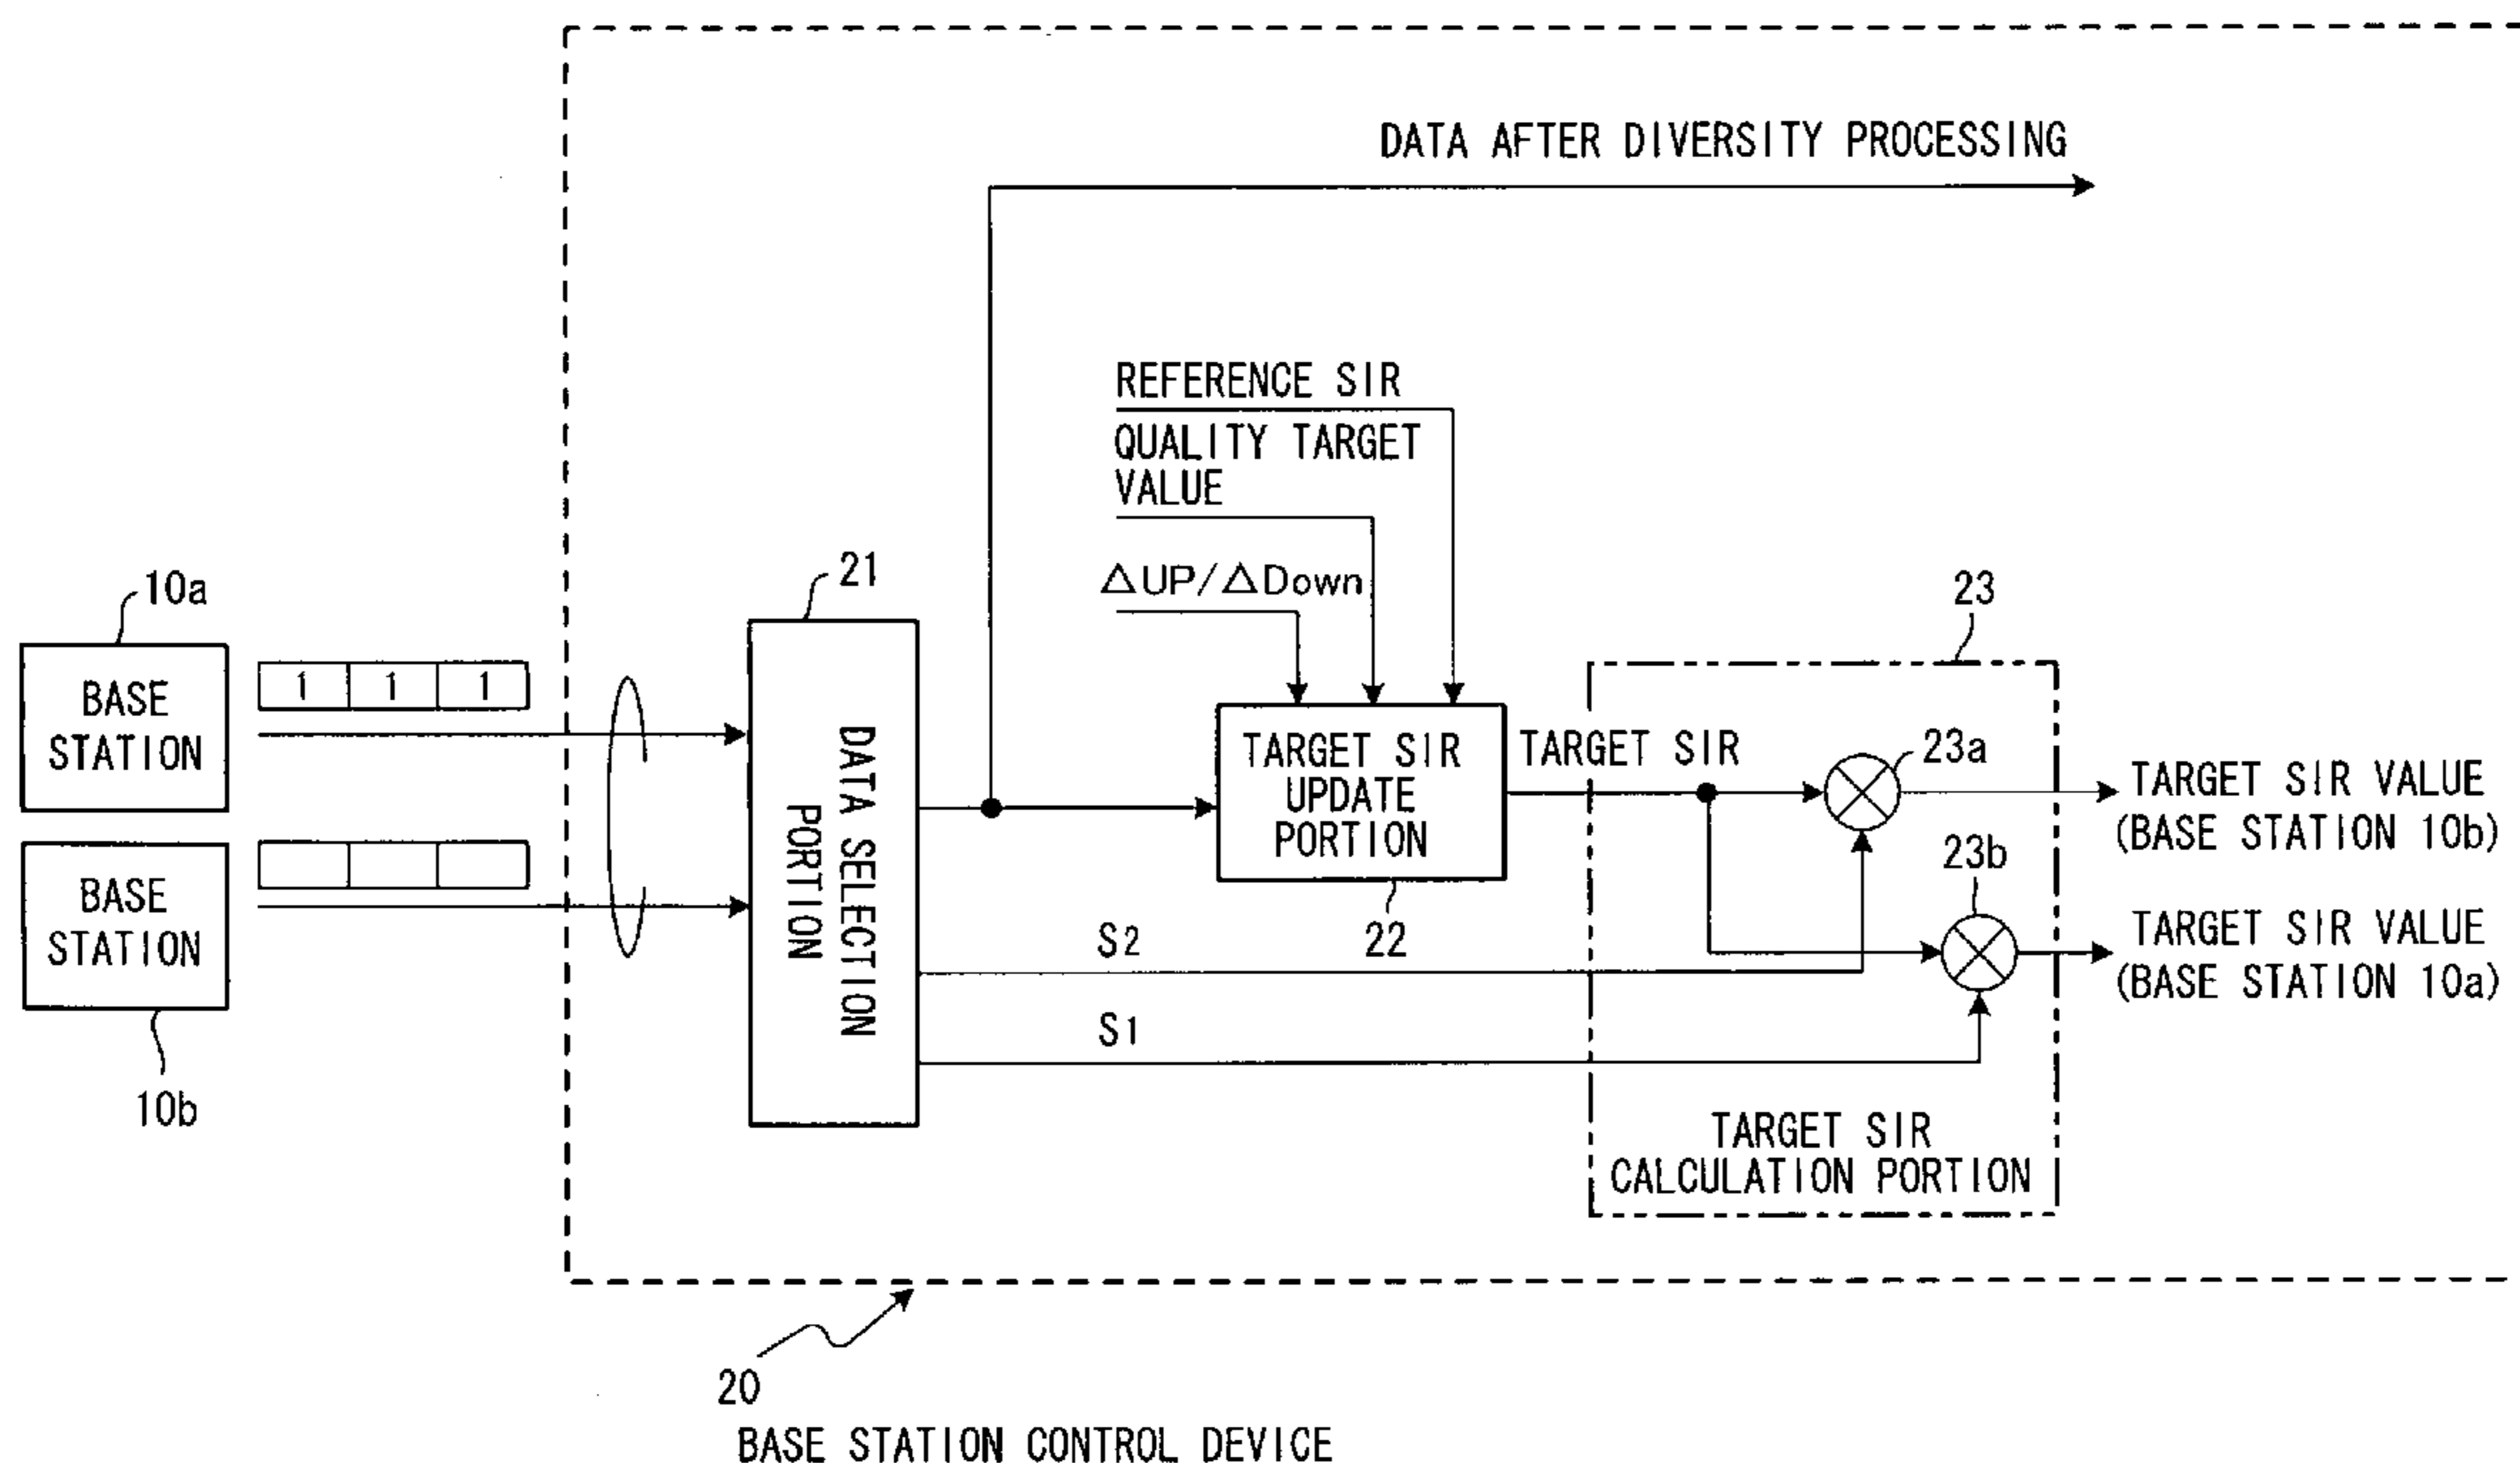 DATA AFTER DIVERSITY PROCESSING
REFERENCE SIR
QUALITY TARGET
VALUE
△UP/△Down
10a
BASE
STATION
1 1 1
BASE
STATION
10b
21
DATA SELECTION
PORTION
TARGET SIR
UPDATE
PORTION
22
TARGET SIR
23
23a
23b
S2
S1
TARGET SIR
CALCULATION PORTION
TARGET SIR VALUE
(BASE STATION 10b)
TARGET SIR VALUE
(BASE STATION 10a)
20
BASE STATION CONTROL DEVICE